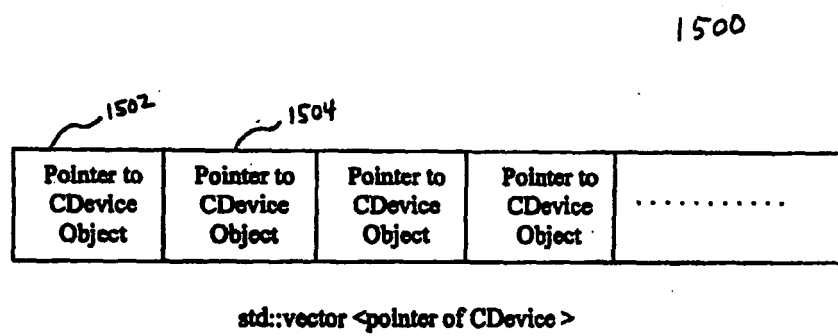 1500
1502
1504
Pointer to CDevice Object
Pointer to CDevice Object
Pointer to CDevice Object
Pointer to CDevice Object
. . . . . . . . . . .
std::vector <pointer of CDevice >